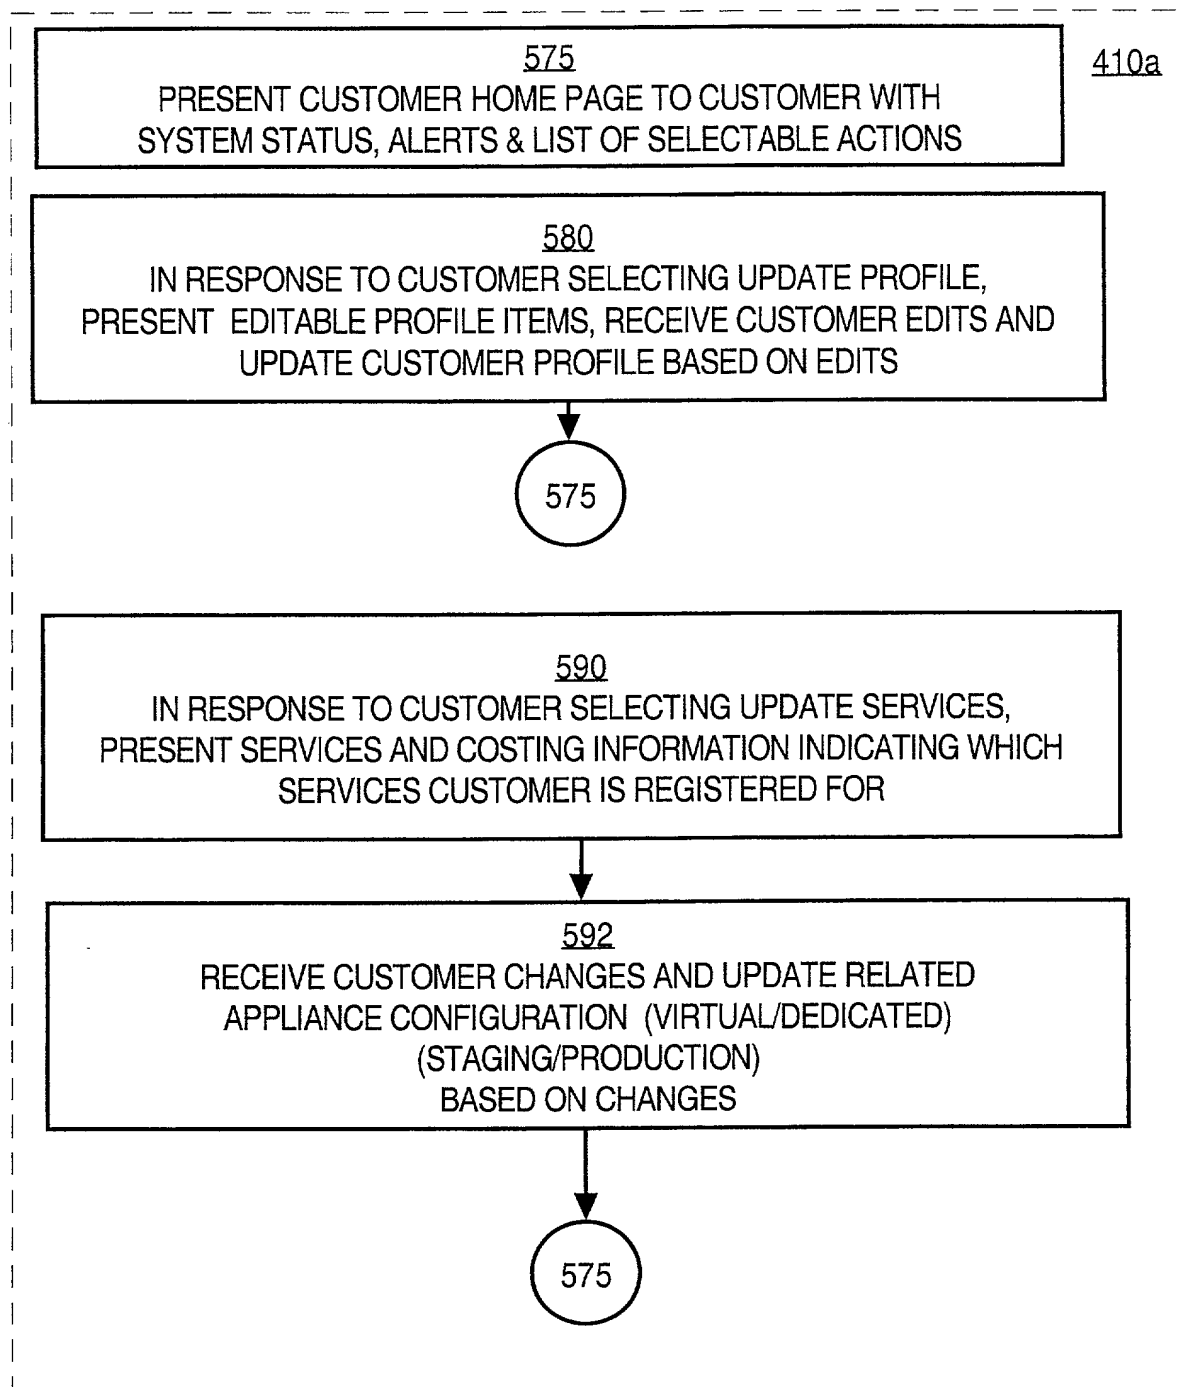 575
410a
PRESENT CUSTOMER HOME PAGE TO CUSTOMER WITH
SYSTEM STATUS, ALERTS & LIST OF SELECTABLE ACTIONS
580
IN RESPONSE TO CUSTOMER SELECTING UPDATE PROFILE,
PRESENT EDITABLE PROFILE ITEMS, RECEIVE CUSTOMER EDITS AND
UPDATE CUSTOMER PROFILE BASED ON EDITS
575
590
IN RESPONSE TO CUSTOMER SELECTING UPDATE SERVICES,
PRESENT SERVICES AND COSTING INFORMATION INDICATING WHICH
SERVICES CUSTOMER IS REGISTERED FOR
592
RECEIVE CUSTOMER CHANGES AND UPDATE RELATED
APPLIANCE CONFIGURATION (VIRTUAL/DEDICATED)
(STAGING/PRODUCTION)
BASED ON CHANGES
575